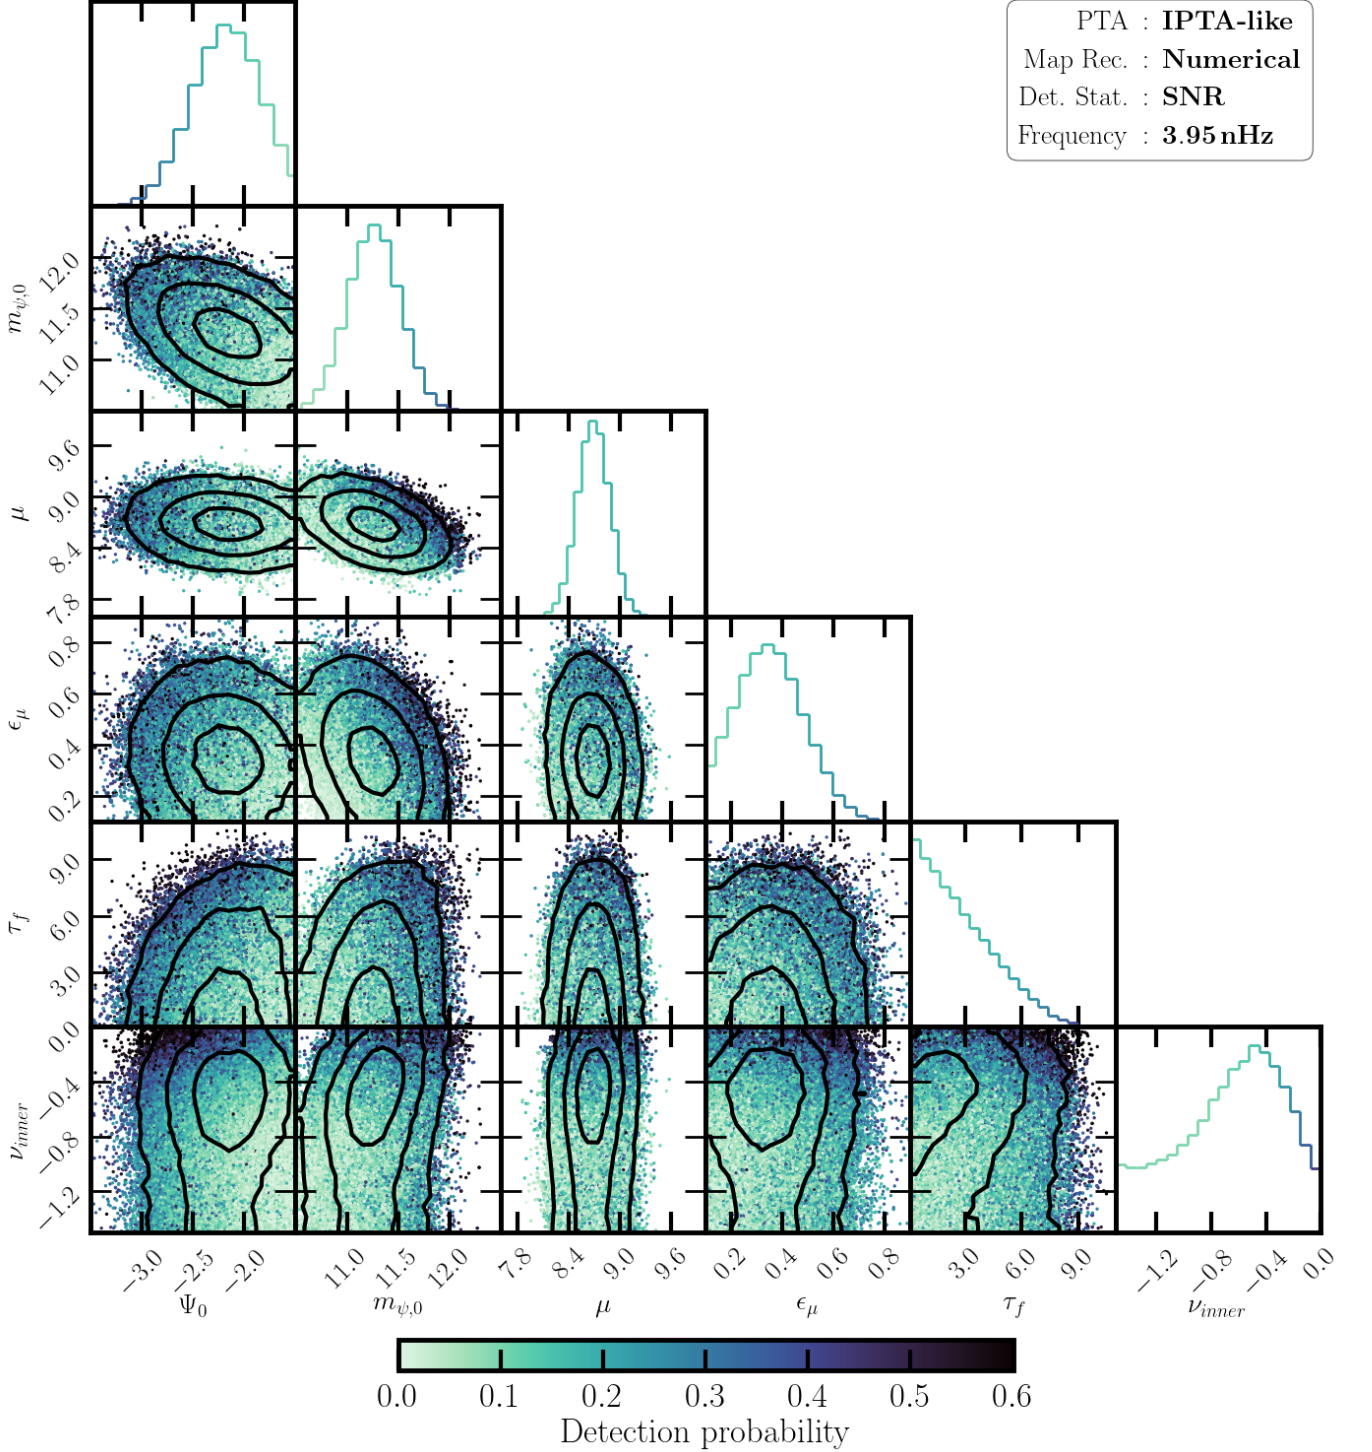 PTA : IPTA-like
Map Rec. : Numerical
Det. Stat. : SNR
Frequency : 3.95 nHz
m_{ψ,0}
12.0
11.5
11.0
μ
9.6
9.0
8.4
7.8
ϵ_μ
0.8
0.6
0.4
0.2
τ_f
9.0
6.0
3.0
0.0
ν_{inner}
−0.4
−0.8
−1.2
−3.0 −2.5 −2.0 11.0 11.5 12.0 7.8 8.4 9.0 9.6 0.2 0.4 0.6 0.8 3.0 6.0 9.0 −1.2 −0.8 −0.4 0.0
Ψ_0 m_{ψ,0} μ ϵ_μ τ_f ν_{inner}
0.0 0.1 0.2 0.3 0.4 0.5 0.6
Detection probability